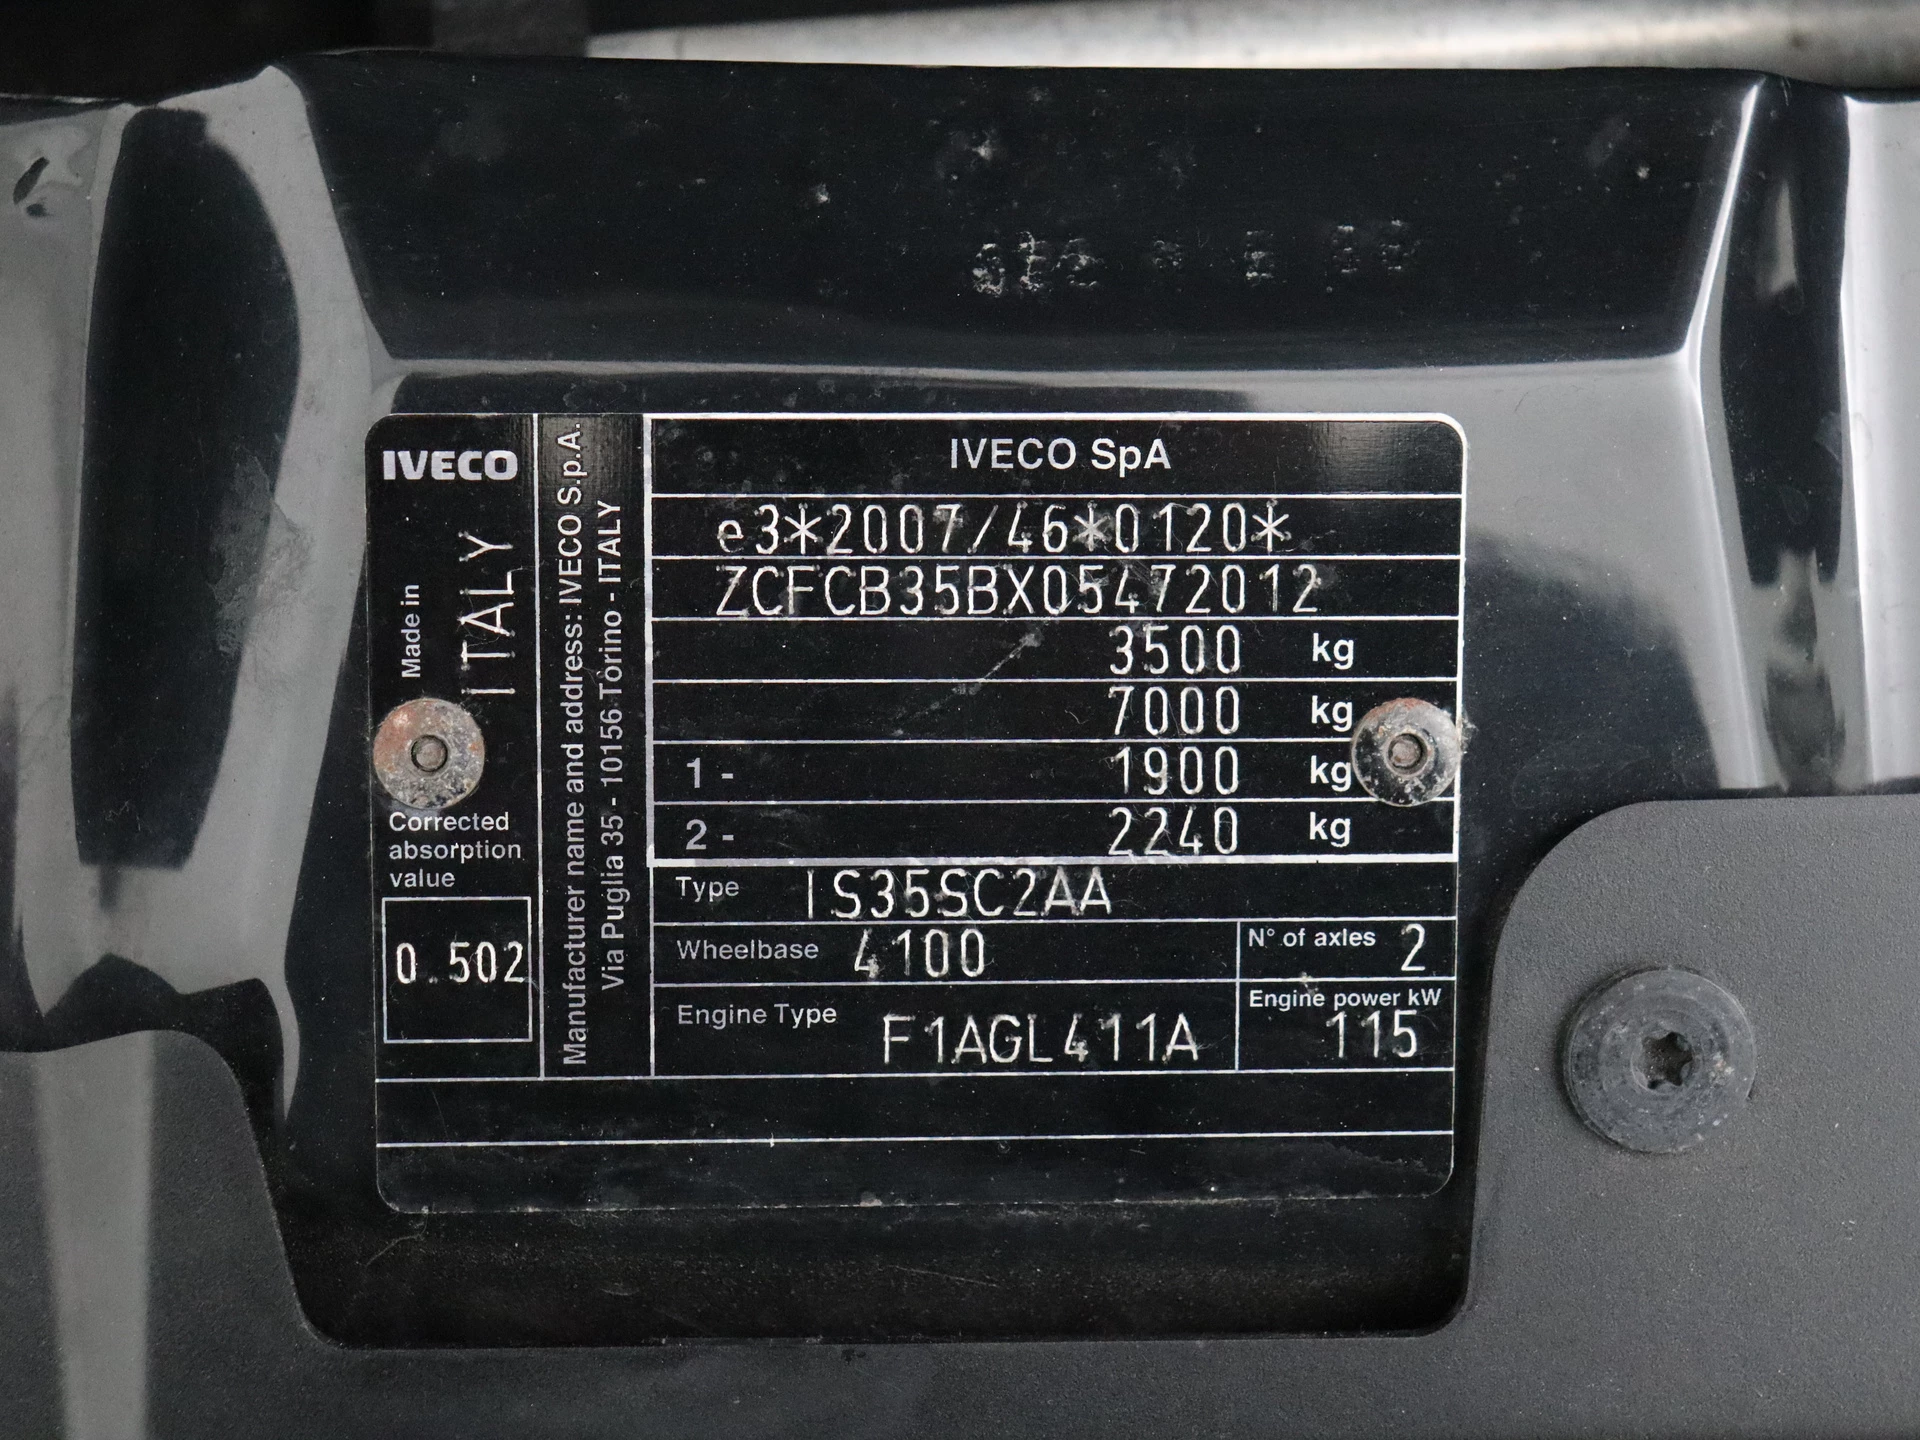 IVECO
Made in
ITALY
Corrected
absorption
value
0.502
Manufacturer name and address: IVECO S.p.A.
Via Puglia 35 - 10156 Torino - ITALY
IVECO SpA
e3*2007/46*0120*
ZCFCB35BX05472012
3500 kg
7000 kg
1 - 1900 kg
2 - 2240 kg
Type IS35SC2AA
Wheelbase 4100
N° of axles 2
Engine Type F1AGL411A
Engine power kW
115